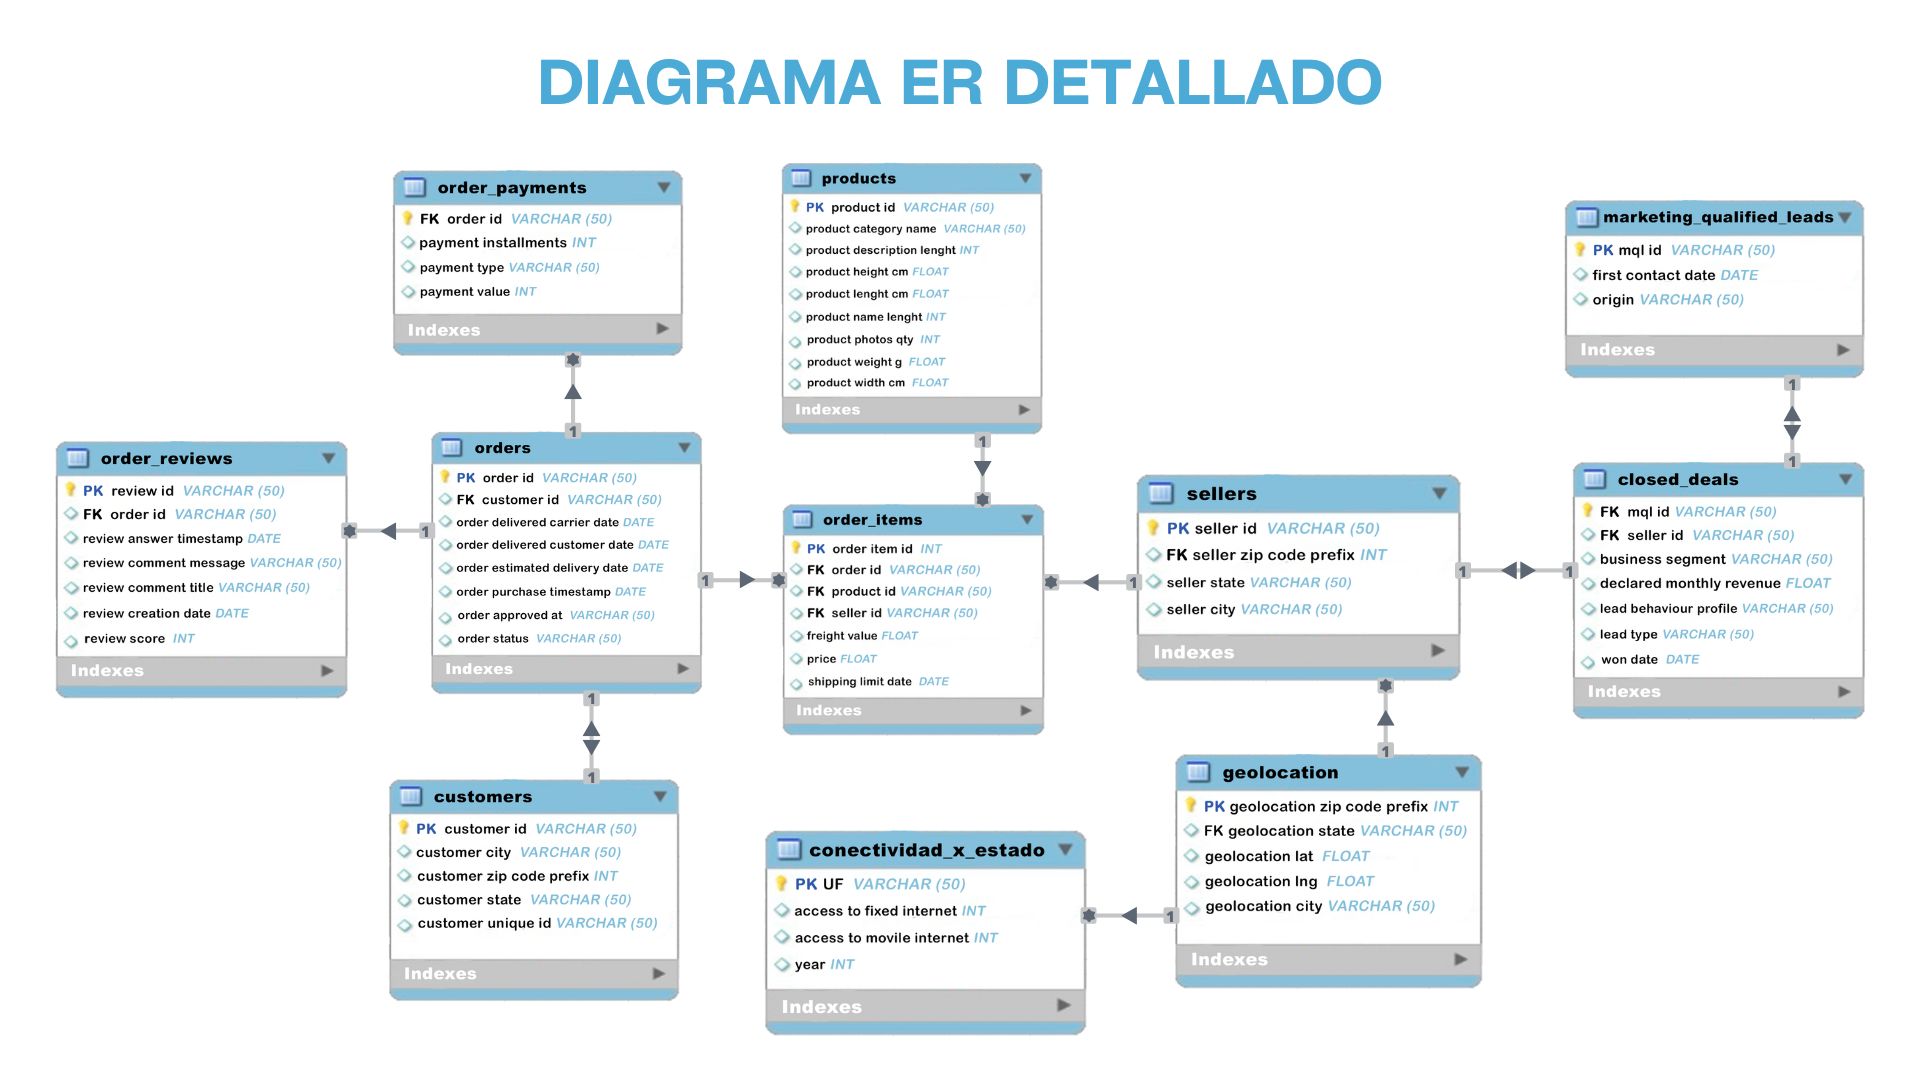 DIAGRAMA ER DETALLADO
order_payments
FK order id VARCHAR (50)
payment installments INT
payment type VARCHAR (50)
payment value INT
Indexes
products
PK product id VARCHAR (50)
product category name VARCHAR (50)
product description lenght INT
product height cm FLOAT
product lenght cm FLOAT
product name lenght INT
product photos qty INT
product weight g FLOAT
product width cm FLOAT
Indexes
marketing_qualified_leads
PK mql id VARCHAR (50)
first contact date DATE
origin VARCHAR (50)
Indexes
order_reviews
PK review id VARCHAR (50)
FK order id VARCHAR (50)
review answer timestamp DATE
review comment message VARCHAR (50)
review comment title VARCHAR (50)
review creation date DATE
review score INT
Indexes
1
orders
PK order id VARCHAR (50)
FK customer id VARCHAR (50)
order delivered carrier date DATE
order delivered customer date DATE
order estimated delivery date DATE
order purchase timestamp DATE
order approved at VARCHAR (50)
order status VARCHAR (50)
Indexes
1
1
1
order_items
PK order item id INT
FK order id VARCHAR (50)
FK product id VARCHAR (50)
FK seller id VARCHAR (50)
freight value FLOAT
price FLOAT
shipping limit date DATE
Indexes
1
sellers
PK seller id VARCHAR (50)
FK seller zip code prefix INT
seller state VARCHAR (50)
seller city VARCHAR (50)
Indexes
1
1
1
1
closed_deals
FK mql id VARCHAR (50)
FK seller id VARCHAR (50)
business segment VARCHAR (50)
declared monthly revenue FLOAT
lead behaviour profile VARCHAR (50)
lead type VARCHAR (50)
won date DATE
Indexes
1
1
customers
PK customer id VARCHAR (50)
customer city VARCHAR (50)
customer zip code prefix INT
customer state VARCHAR (50)
customer unique id VARCHAR (50)
Indexes
conectividad_x_estado
PK UF VARCHAR (50)
access to fixed internet INT
access to movile internet INT
year INT
Indexes
1
1
geolocation
PK geolocation zip code prefix INT
FK geolocation state VARCHAR (50)
geolocation lat FLOAT
geolocation lng FLOAT
geolocation city VARCHAR (50)
Indexes